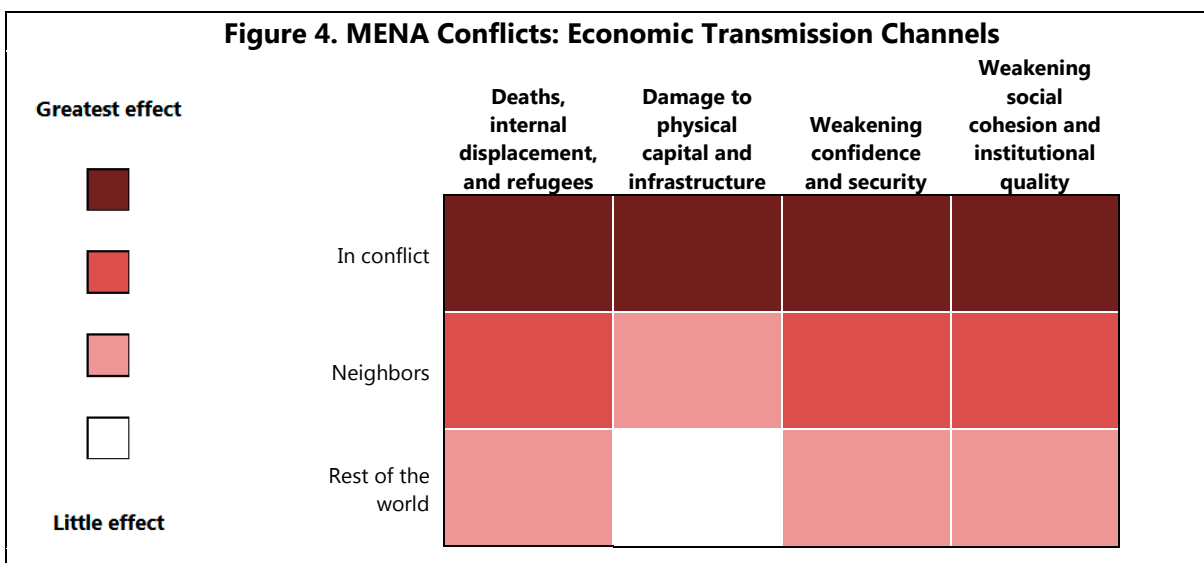 Figure 4. MENA Conflicts: Economic Transmission Channels
Greatest effect
Little effect
Deaths,
internal
displacement,
and refugees
Damage to
physical
capital and
infrastructure
Weakening
confidence
and security
Weakening
social
cohesion and
institutional
quality
In conflict
Neighbors
Rest of the
world